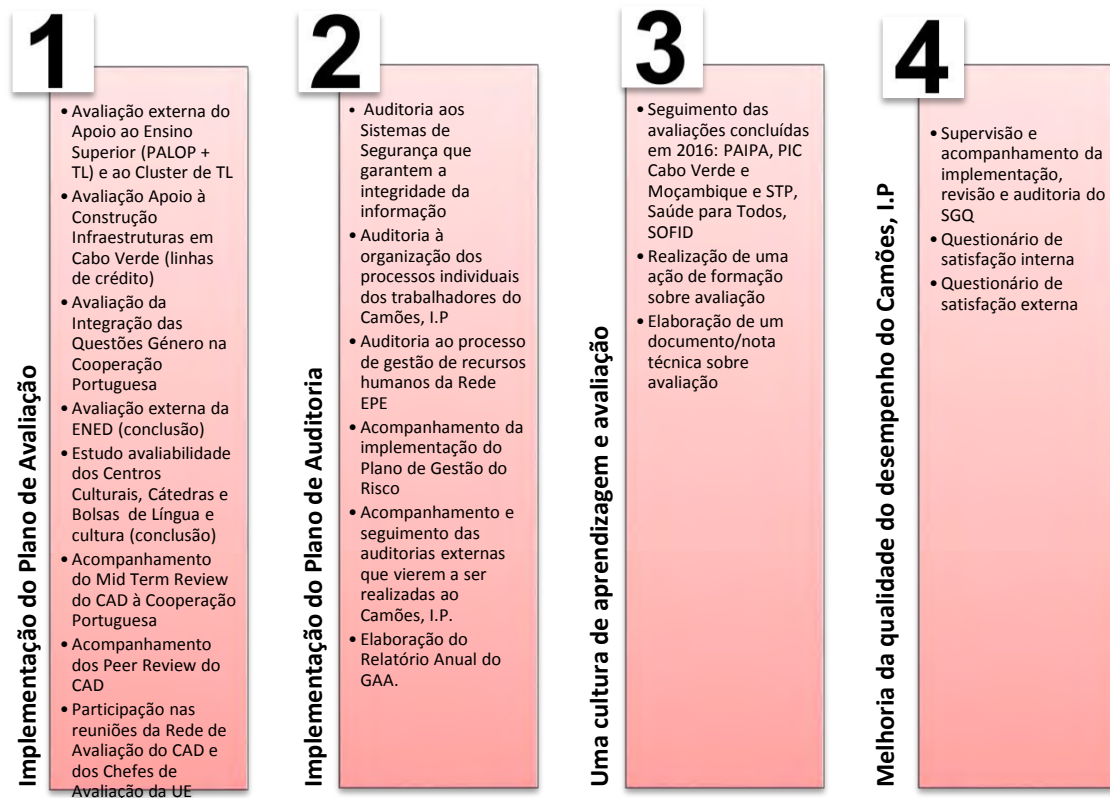 1
Implementação do Plano de Avaliação
• Avaliação externa do
Apoio ao Ensino
Superior (PALOP +
TL) e ao Cluster de TL
• Avaliação Apoio à
Construção
Infraestruturas em
Cabo Verde (linhas
de crédito)
• Avaliação da
Integração das
Questões Género na
Cooperação
Portuguesa
• Avaliação externa da
ENED (conclusão)
• Estudo avaliabilidade
dos Centros
Culturais, Cátedras e
Bolsas de Língua e
cultura (conclusão)
• Acompanhamento
do Mid Term Review
do CAD à Cooperação
Portuguesa
• Acompanhamento
dos Peer Review do
CAD
• Participação nas
reuniões da Rede de
Avaliação do CAD e
dos Chefes de
Avaliação da UE
2
Implementação do Plano de Auditoria
• Auditoria aos
Sistemas de
Segurança que
garantem a
integridade da
informação
• Auditoria à
organização dos
processos individuais
dos trabalhadores do
Camões, I.P
• Auditoria ao processo
de gestão de recursos
humanos da Rede
EPE
• Acompanhamento da
implementação do
Plano de Gestão do
Risco
• Acompanhamento e
seguimento das
auditorias externas
que vierem a ser
realizadas ao
Camões, I.P.
• Elaboração do
Relatório Anual do
GAA.
3
Uma cultura de aprendizagem e avaliação
• Seguimento das
avaliações concluídas
em 2016: PAIPA, PIC
Cabo Verde e
Moçambique e STP,
Saúde para Todos,
SOFID
• Realização de uma
ação de formação
sobre avaliação
• Elaboração de um
documento/nota
técnica sobre
avaliação
4
Melhoria da qualidade do desempenho do Camões, I.P
• Supervisão e
acompanhamento da
implementação,
revisão e auditoria do
SGQ
• Questionário de
satisfação interna
• Questionário de
satisfação externa